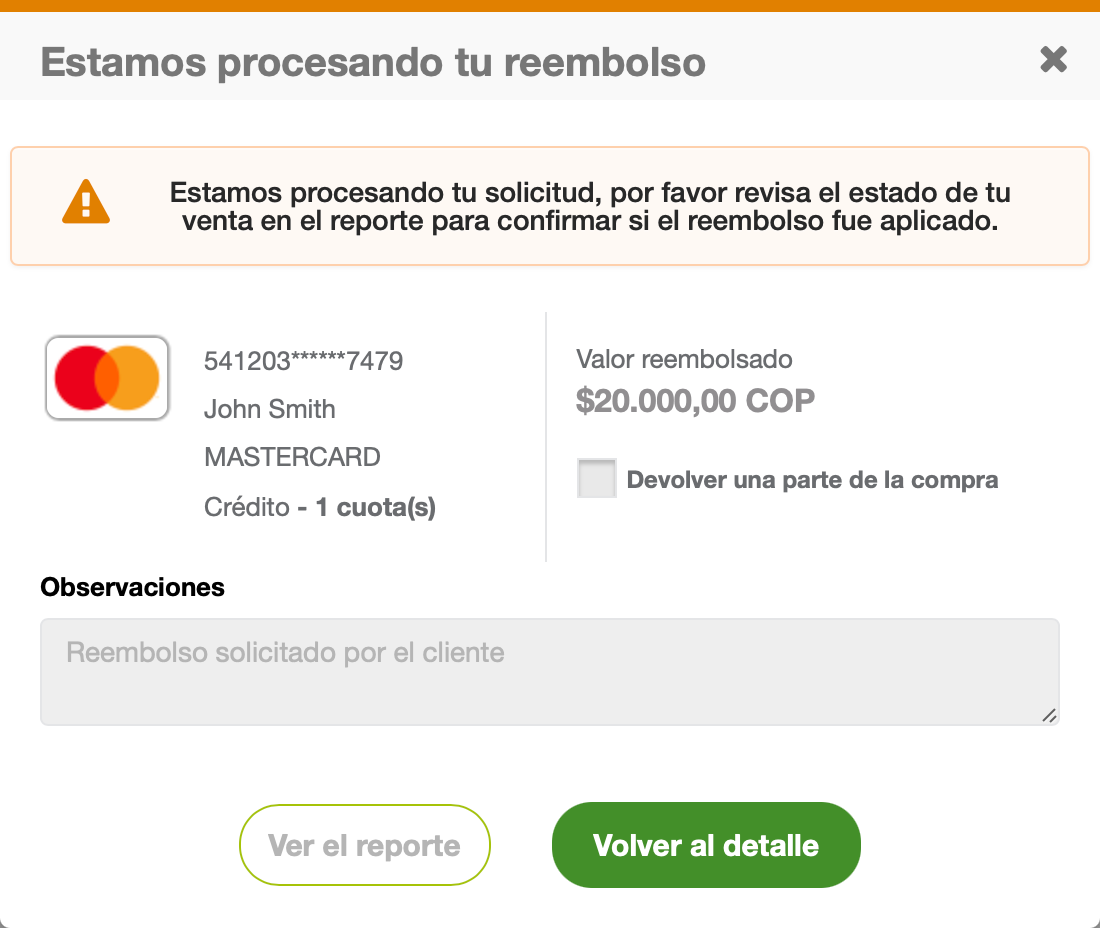 Estamos procesando tu reembolso
Estamos procesando tu solicitud, por favor revisa el estado de tu
venta en el reporte para confirmar si el reembolso fue aplicado.
541203******7479
John Smith
MASTERCARD
Crédito - 1 cuota(s)
Valor reembolsado
$20.000,00 COP
Devolver una parte de la compra
Observaciones
Reembolso solicitado por el cliente
Ver el reporte
Volver al detalle